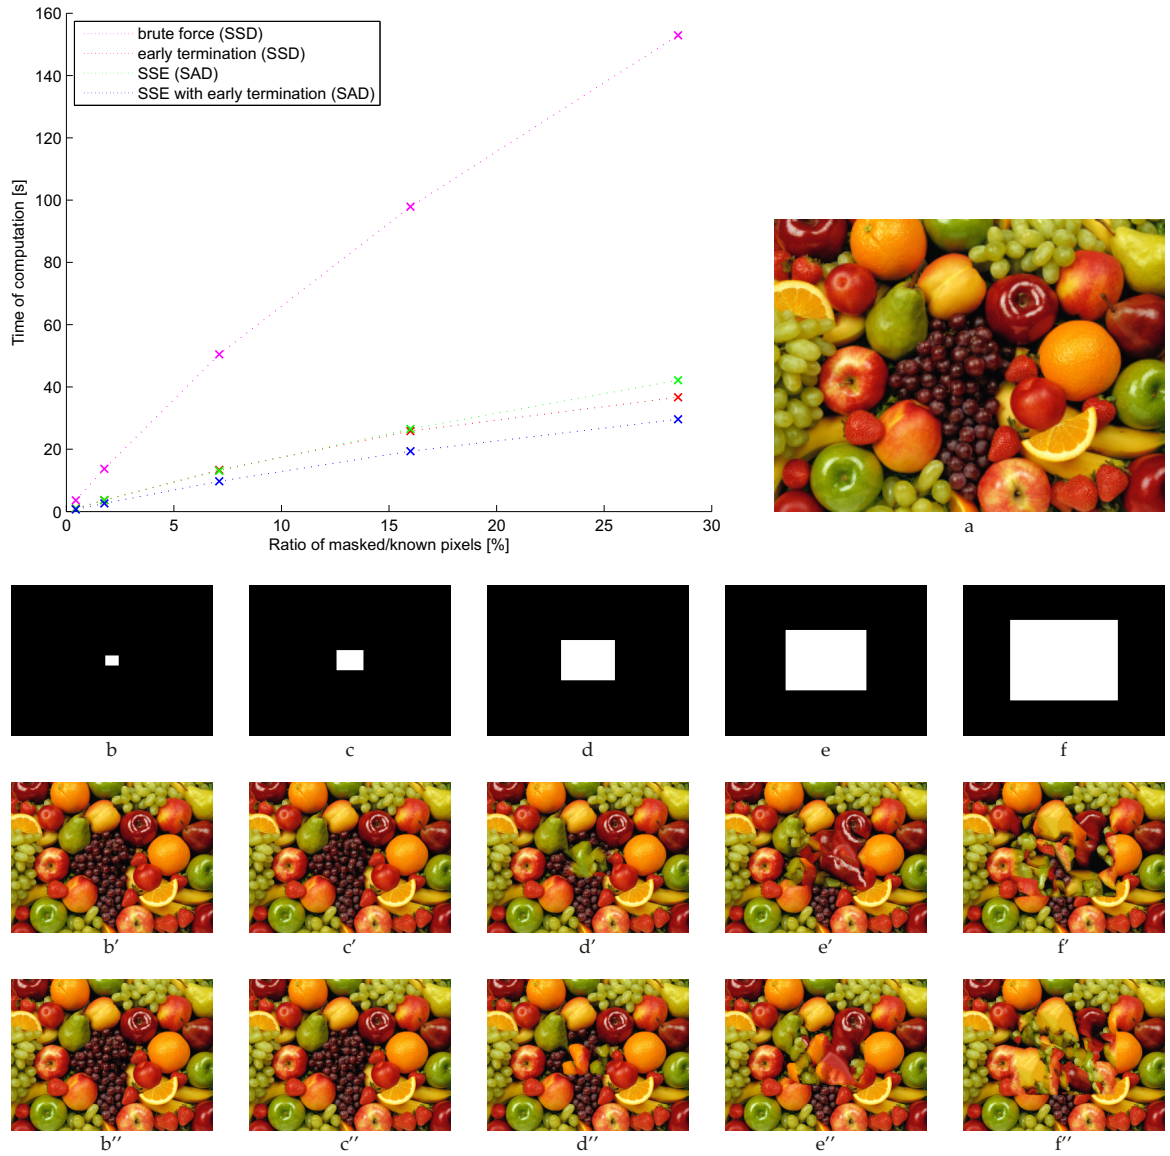 160
140
120
100
80
60
40
20
0
Time of computation [s]
brute force (SSD)
early termination (SSD)
SSE (SAD)
SSE with early termination (SAD)
0 5 10 15 20 25 30
Ratio of masked/known pixels [%]
a
b c d e f
b' c' d' e' f'
b'' c'' d'' e'' f''